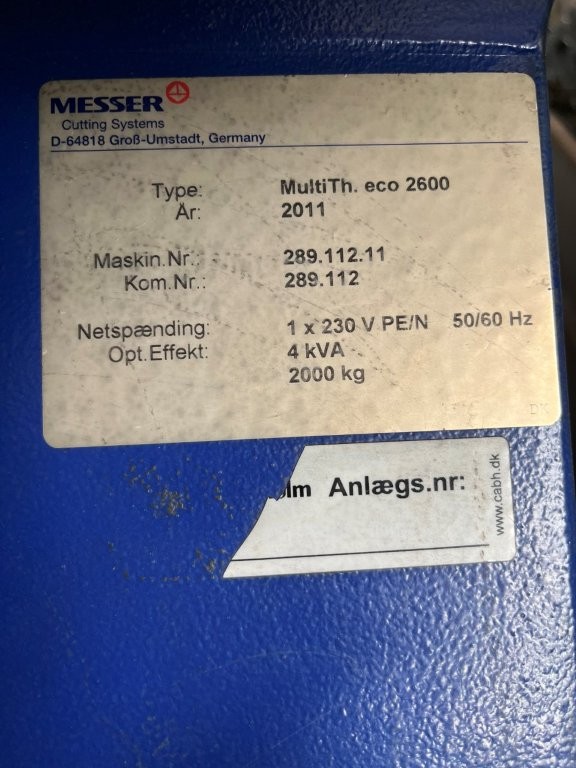 MESSER
Cutting Systems
D-64818 Groß-Umstadt, Germany
Type: MultiTh. eco 2600
År: 2011
Maskin.Nr.: 289.112.11
Kom.Nr.: 289.112
Netspænding: 1 x 230 V PE/N 50/60 Hz
Opt.Effekt: 4 kVA
2000 kg
Anlægs.nr:
www.cabh.dk